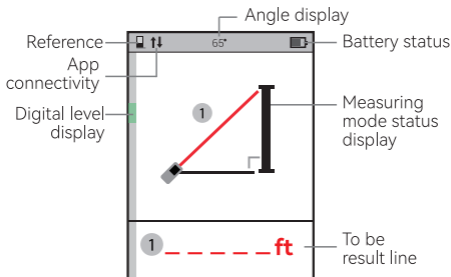 Angle display
Reference
65°
Battery status
App
connectivity
Digital level
display
1
Measuring
mode status
display
1 _ _ _ _ _ ft
To be
result line